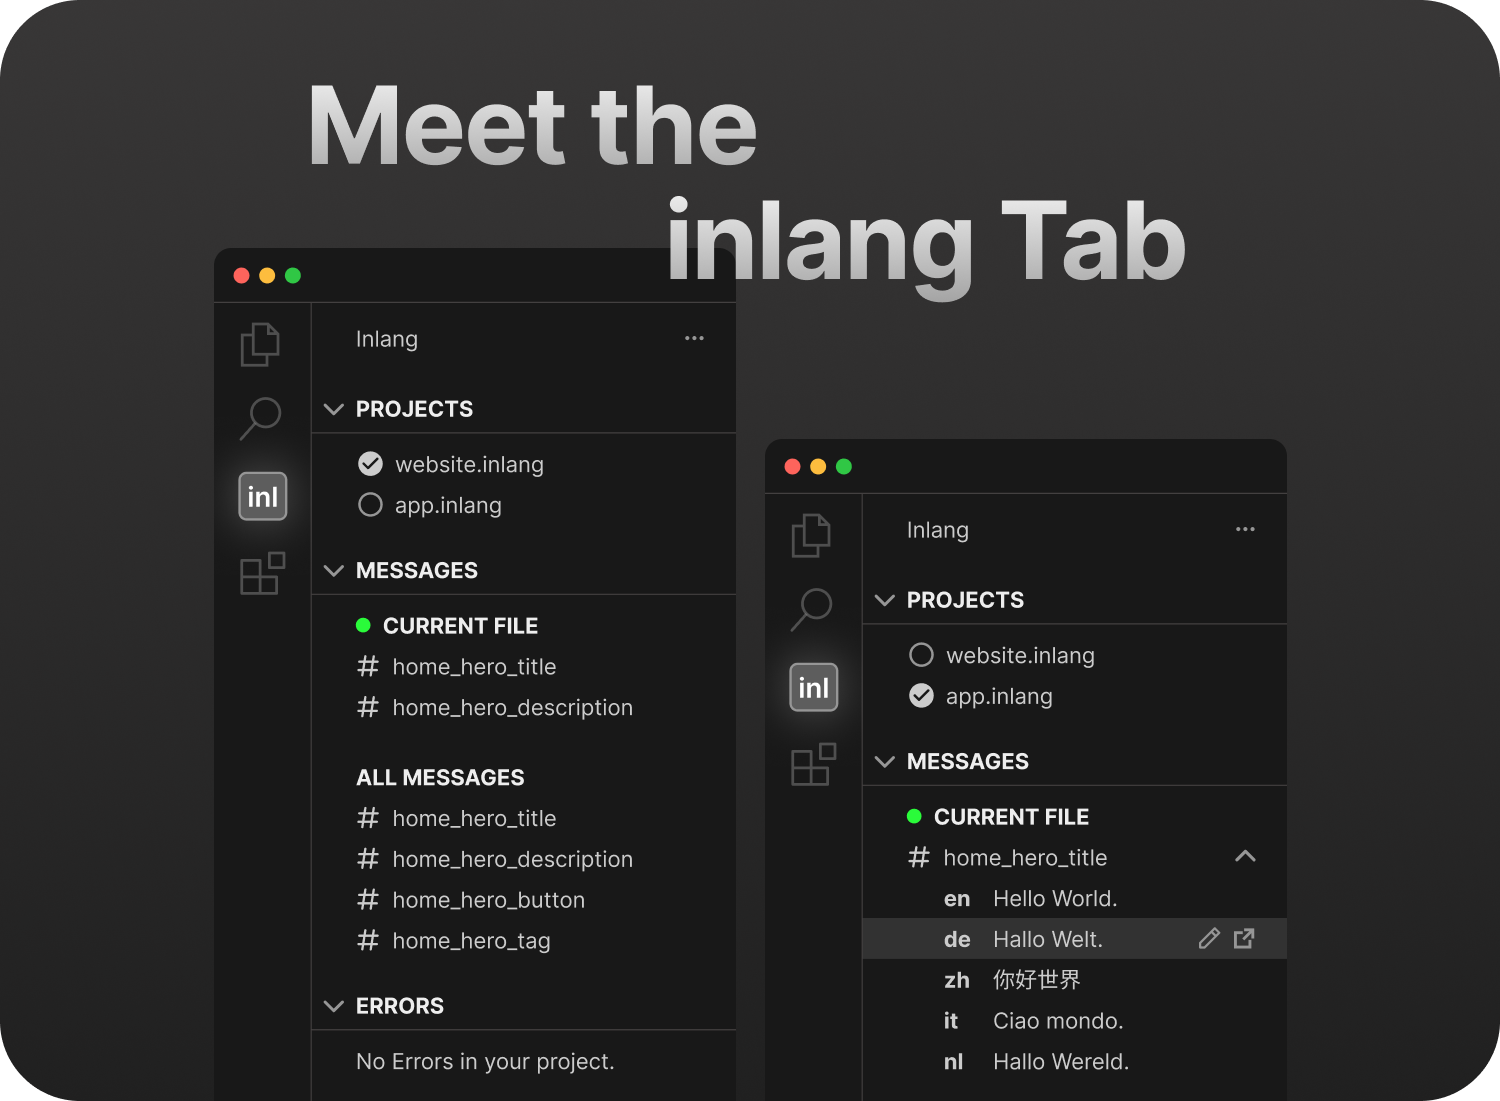 Meet the
inlang Tab
Inlang
PROJECTS
website.inlang
app.inlang
inl
MESSAGES
CURRENT FILE
# home_hero_title
# home_hero_description
ALL MESSAGES
# home_hero_title
# home_hero_description
# home_hero_button
# home_hero_tag
ERRORS
No Errors in your project.
Inlang
PROJECTS
website.inlang
app.inlang
inl
MESSAGES
CURRENT FILE
# home_hero_title
en Hello World.
de Hallo Welt.
zh 你好世界
it Ciao mondo.
nl Hallo Wereld.